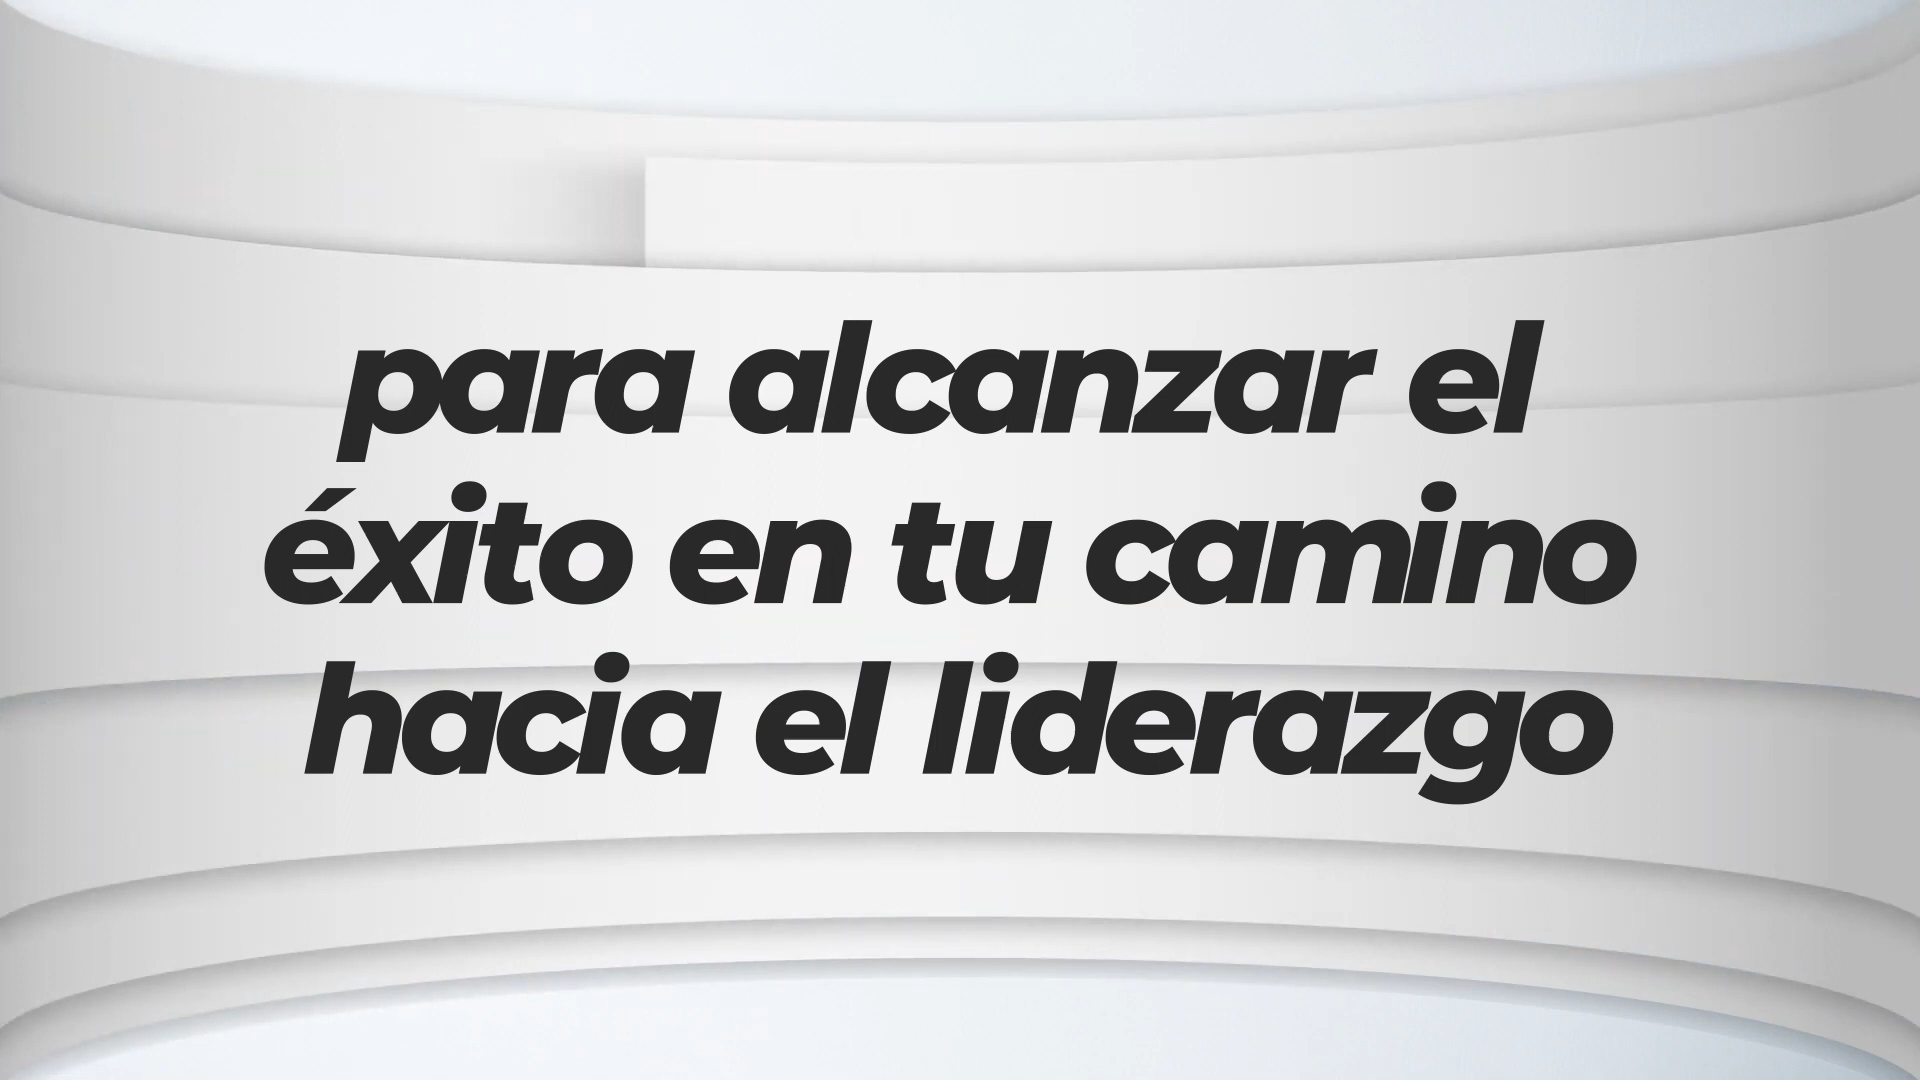 para alcanzar el
éxito en tu camino
hacia el liderazgo